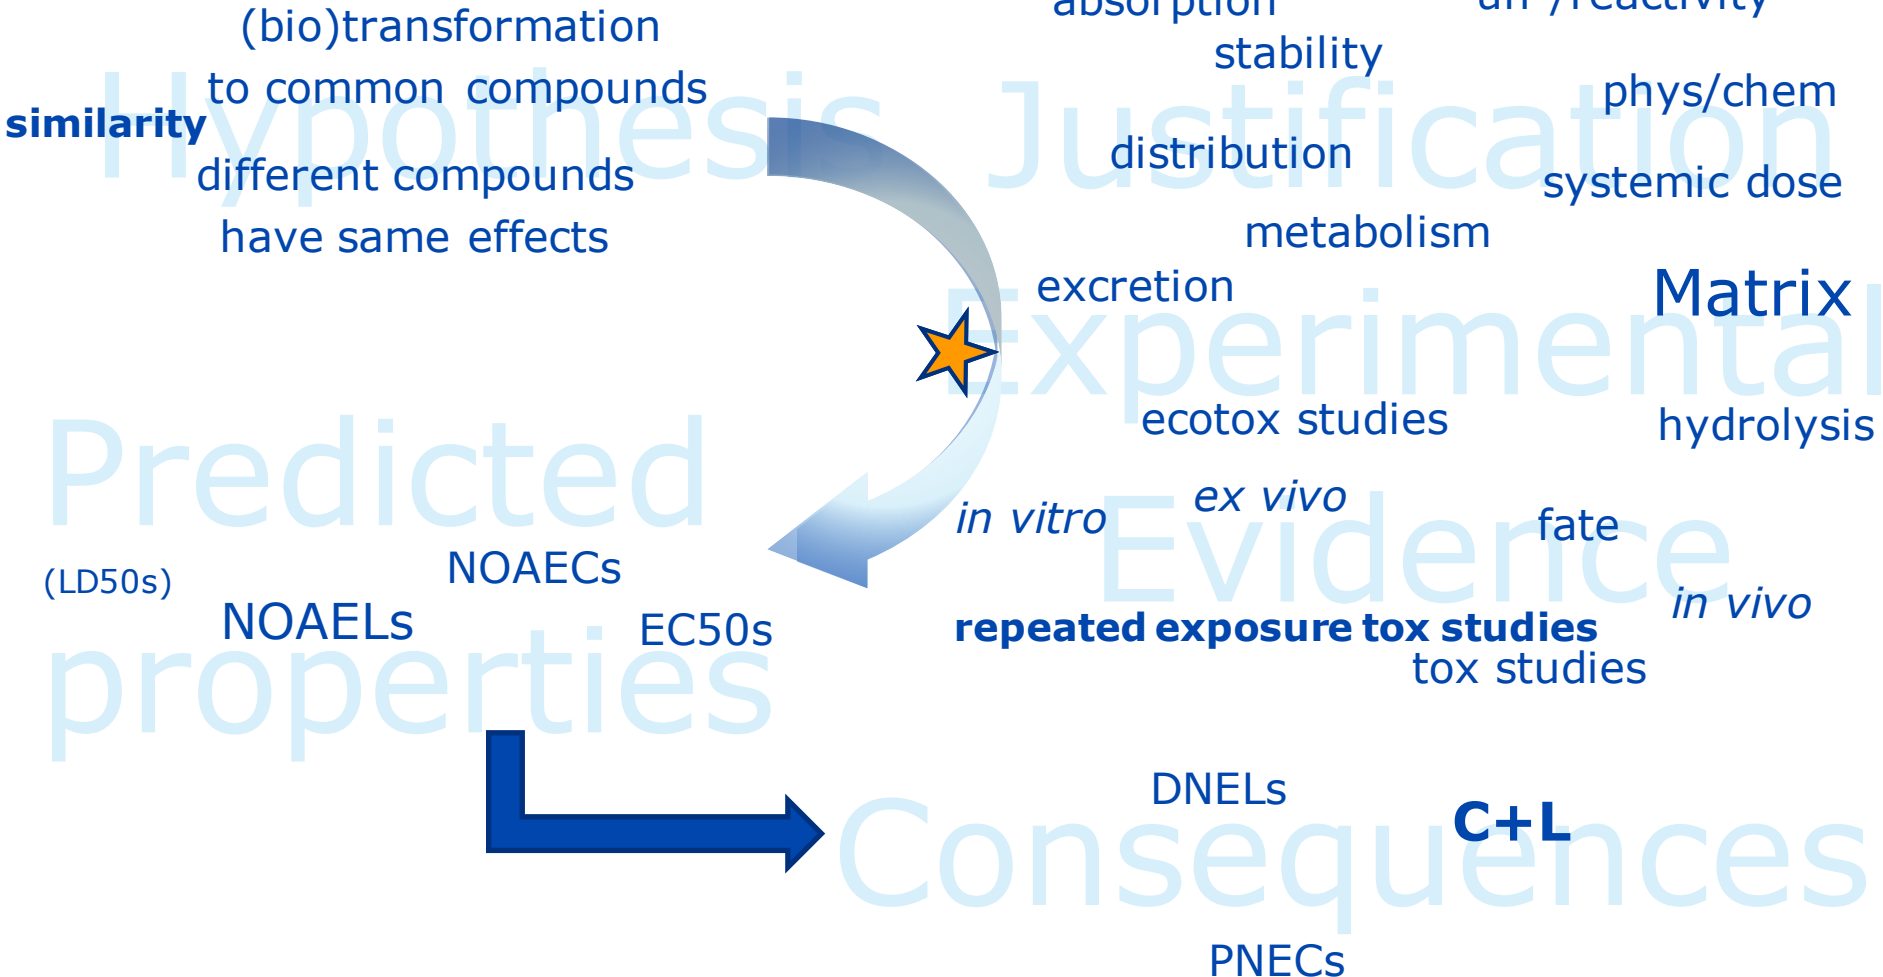 (bio)transformation
to common compounds
similarity
Hypothesis
different compounds
have same effects
absorption
stability
phys/chem
Justification
distribution
systemic dose
metabolism
excretion
Matrix
Experimental
ecotox studies
hydrolysis
Predicted
in vitro
ex vivo
Evidence
fate
in vivo
repeated exposure tox studies
tox studies
(LD50s)
NOAECs
NOAELs
EC50s
properties
DNELs
C+L
Consequences
PNECs